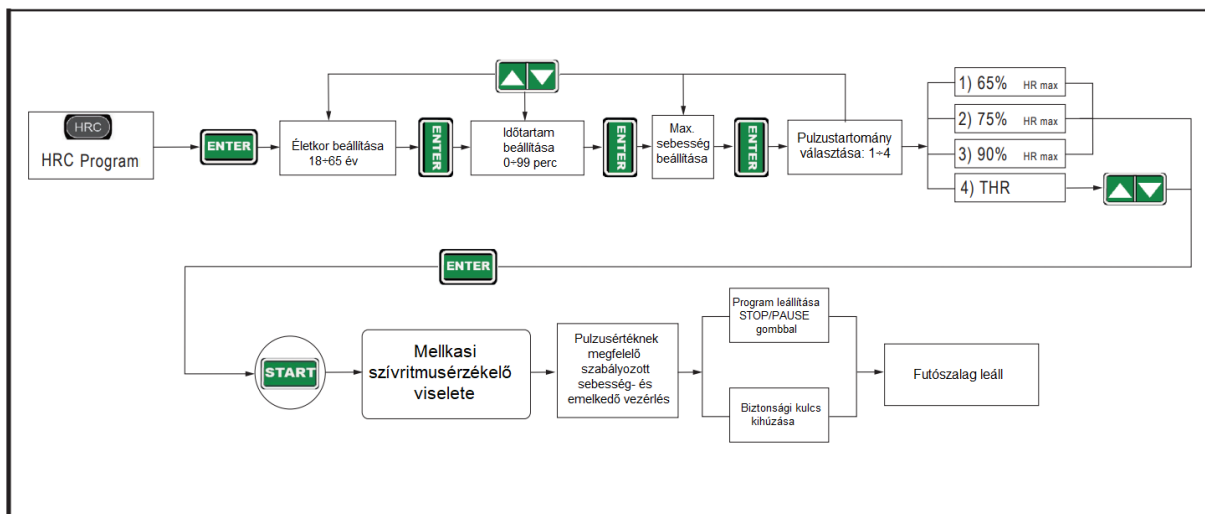 HRC
HRC Program
ENTER
Életkor beállítása
18÷65 év
ENTER
Időtartam
beállítása
0÷99 perc
ENTER
Max.
sebesség
beállítása
ENTER
Pulzustartomány
választása: 1÷4
1) 65% HR max
2) 75% HR max
3) 90% HR max
4) THR
ENTER
START
Mellkasi
szívritmusérzékelő
viselete
Pulzusértéknek
megfelelő
szabályozott
sebesség- és
emelkedő vezérlés
Program leállítása
STOP/PAUSE
gombbal
Biztonsági kulcs
kihúzása
Futószalag leáll